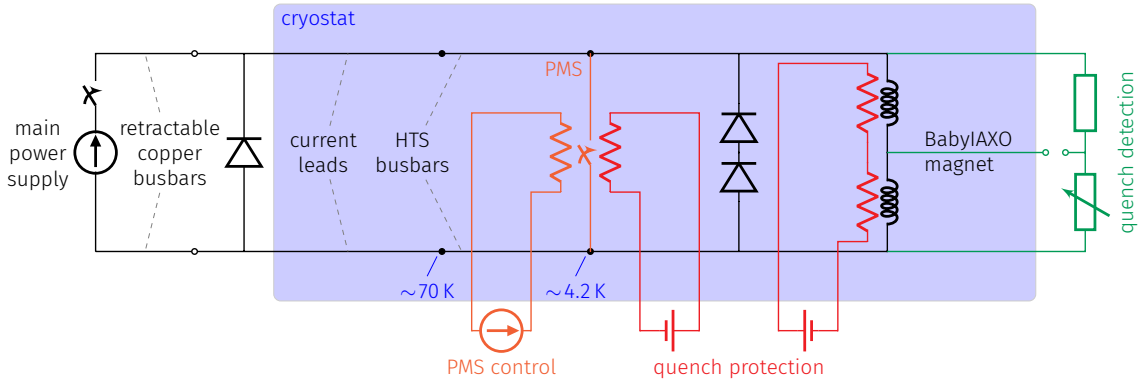 cryostat
PMS
main
power
supply
retractable
copper
busbars
current
leads
HTS
busbars
BabyIAXO
magnet
quench detection
~70 K
~4.2 K
PMS control
quench protection